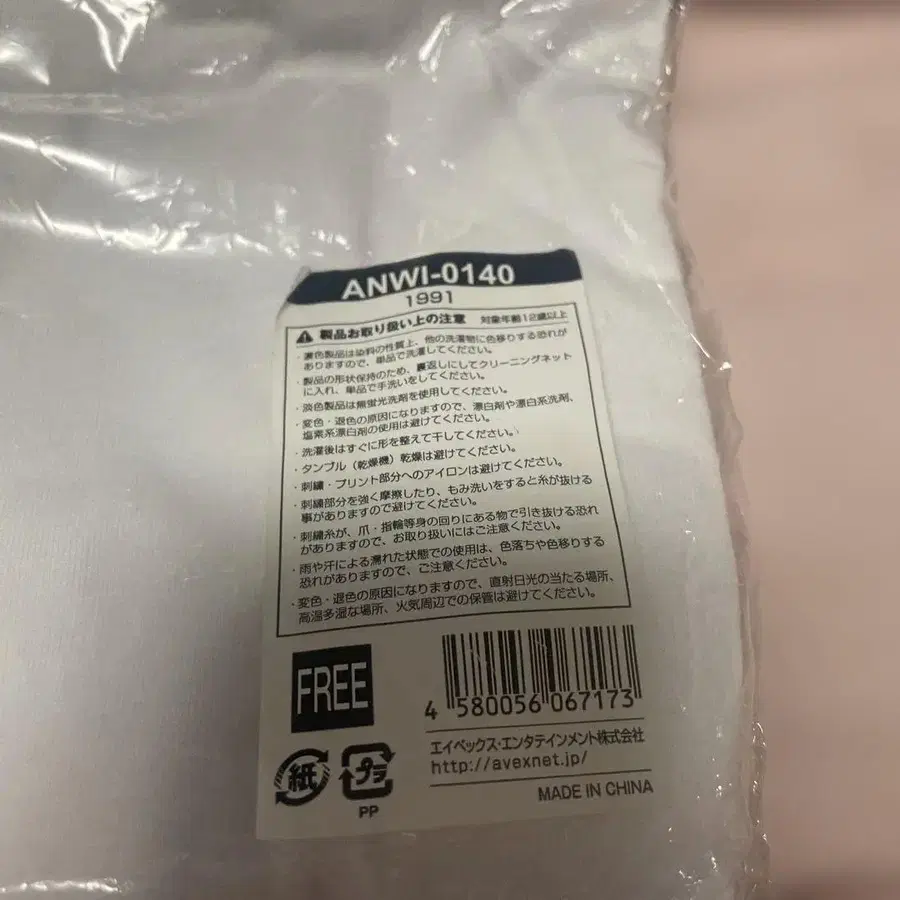 ANWI-0140
1991
製品お取り扱い上の注意 対象年齢12歳以上
・濃色製品は染料の性質上、他の洗濯物に色移りする恐れが
ありますので、単品で洗濯してください。
・製品の形状保持のため、裏返しにしてクリーニングネット
に入れ、単品で手洗いをしてください。
・淡色製品は無蛍光洗剤を使用してください。
・変色・退色の原因になりますので、漂白剤や漂白系洗剤、
塩素系漂白剤の使用は避けてください。
・洗濯後はすぐに形を整えて干してください。
・タンブル(乾燥機)乾燥は避けてください。
・刺繍・プリント部分へのアイロンは避けてください。
・刺繍部分を強く摩擦したり、もみ洗いをすると糸が抜ける
事がありますので避けてください。
・刺繍糸が、爪・指輪等身の回りにある物で引き抜ける恐れ
がありますので、お取り扱いにはご注意ください。
・雨や汗による濡れた状態での使用は、色落ちや色移りする
恐れがありますので、ご注意ください。
・変色・退色の原因になりますので、直射日光の当たる場所、
高温多湿な場所、火気周辺での保管は避けてください。
FREE
4 580056 067173
エイベックス・エンタテインメント株式会社
http://avexnet.jp/
紙 プラ
PP
MADE IN CHINA